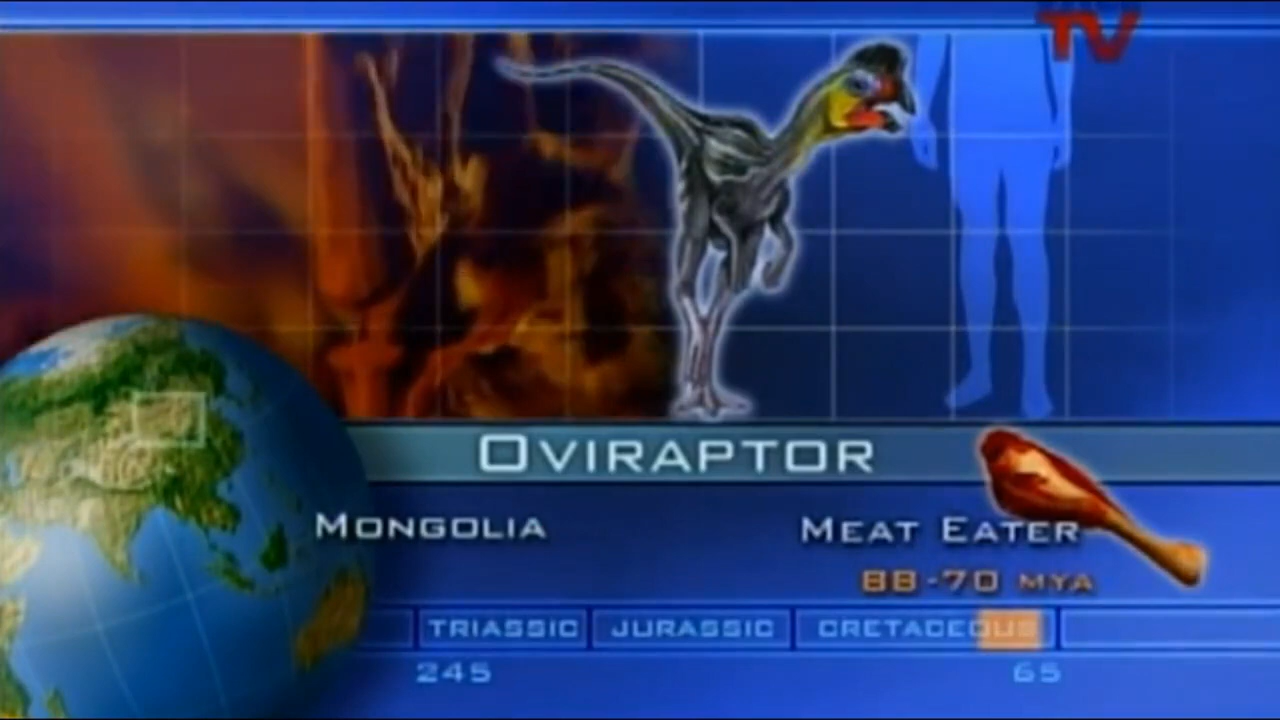 TV
OVIRAPTOR
MONGOLIA
MEAT EATER
88-70 MYA
TRIASSIC JURASSIC CRETACEOUS
245 65